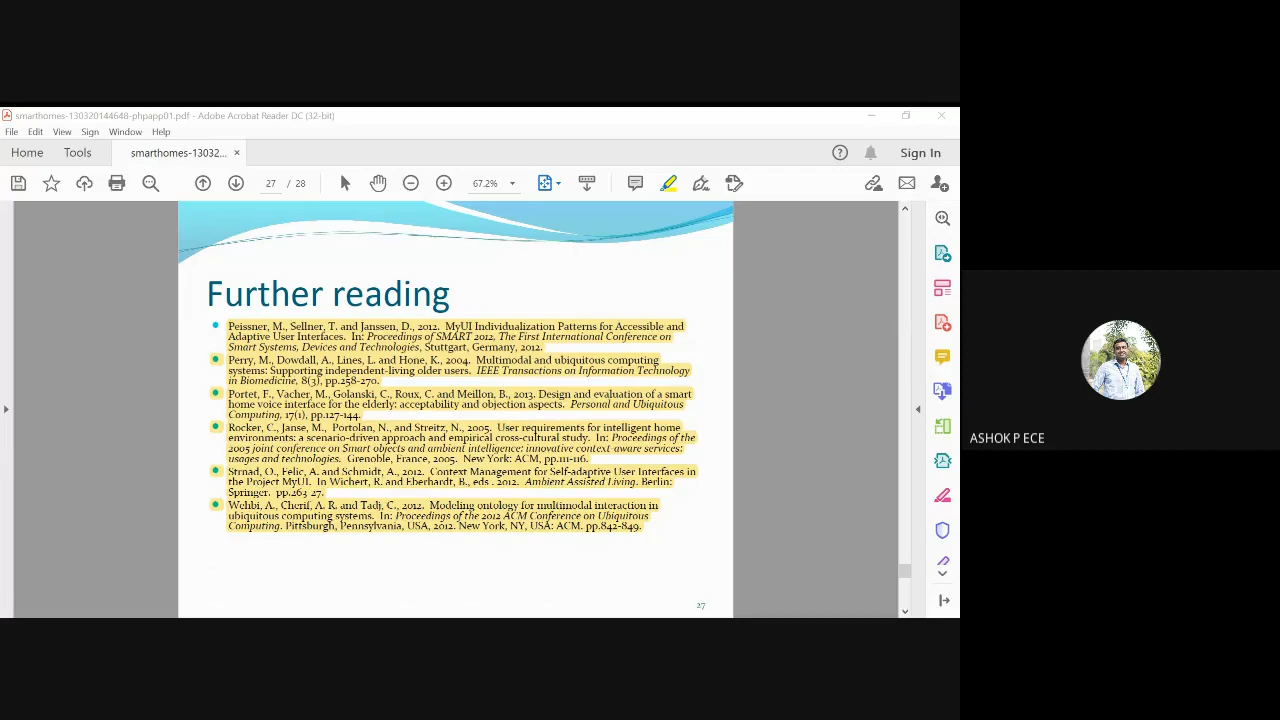 smarthomes-130320144648-phpapp01.pdf - Adobe Acrobat Reader DC (32-bit)
File Edit View Sign Window Help
Home Tools smarthomes-13032... × Sign In
27 / 28 67.2%
Further reading
Peissner, M., Sellner, T. and Janssen, D., 2012. MyUI Individualization Patterns for Accessible and
Adaptive User Interfaces. In: Proceedings of SMART 2012, The First International Conference on
Smart Systems, Devices and Technologies, Stuttgart, Germany, 2012.
Perry, M., Dowdall, A., Lines, L. and Hone, K., 2004. Multimodal and ubiquitous computing
systems: Supporting independent-living older users. IEEE Transactions on Information Technology
in Biomedicine, 8(3), pp.258-270.
Portet, F., Vacher, M., Golanski, C., Roux, C. and Meillon, B., 2013. Design and evaluation of a smart
home voice interface for the elderly: acceptability and objection aspects. Personal and Ubiquitous
Computing, 17(1), pp.127-144.
Rocker, C., Janse, M., Portolan, N., and Streitz, N., 2005. User requirements for intelligent home
environments: a scenario-driven approach and empirical cross-cultural study. In: Proceedings of the
2005 joint conference on Smart objects and ambient intelligence: innovative context-aware services:
usages and technologies. Grenoble, France, 2005. New York: ACM, pp.111-116.
Strnad, O., Felic, A. and Schmidt, A., 2012. Context Management for Self-adaptive User Interfaces in
the Project MyUI. In Wichert, R. and Eberhardt, B., eds . 2012. Ambient Assisted Living. Berlin:
Springer. pp.263-27.
Wehbi, A., Cherif, A. R. and Tadj, C., 2012. Modeling ontology for multimodal interaction in
ubiquitous computing systems. In: Proceedings of the 2012 ACM Conference on Ubiquitous
Computing. Pittsburgh, Pennsylvania, USA, 2012. New York, NY, USA: ACM. pp.842-849.
27
ASHOK P ECE